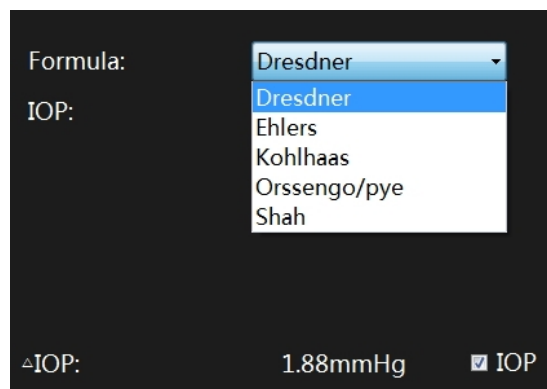 Formula: Dresdner
Dresdner
IOP:
Ehlers
Kohlhaas
Orssengo/pye
Shah
△IOP: 1.88mmHg IOP